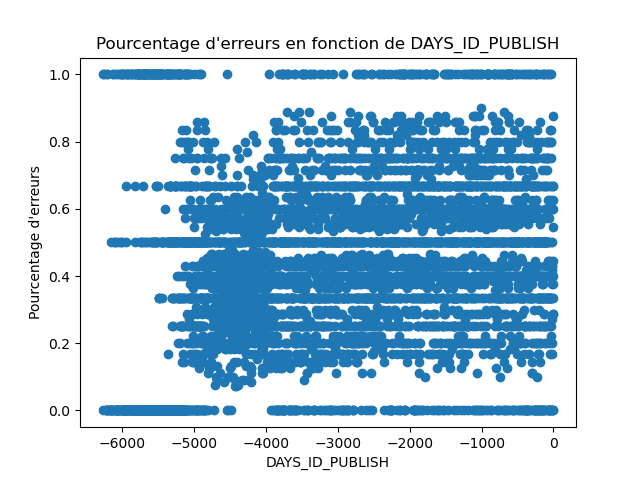 Pourcentage d'erreurs en fonction de DAYS_ID_PUBLISH
1.0
0.8
0.6
0.4
0.2
0.0
Pourcentage d'erreurs
−6000 −5000 −4000 −3000 −2000 −1000 0
DAYS_ID_PUBLISH